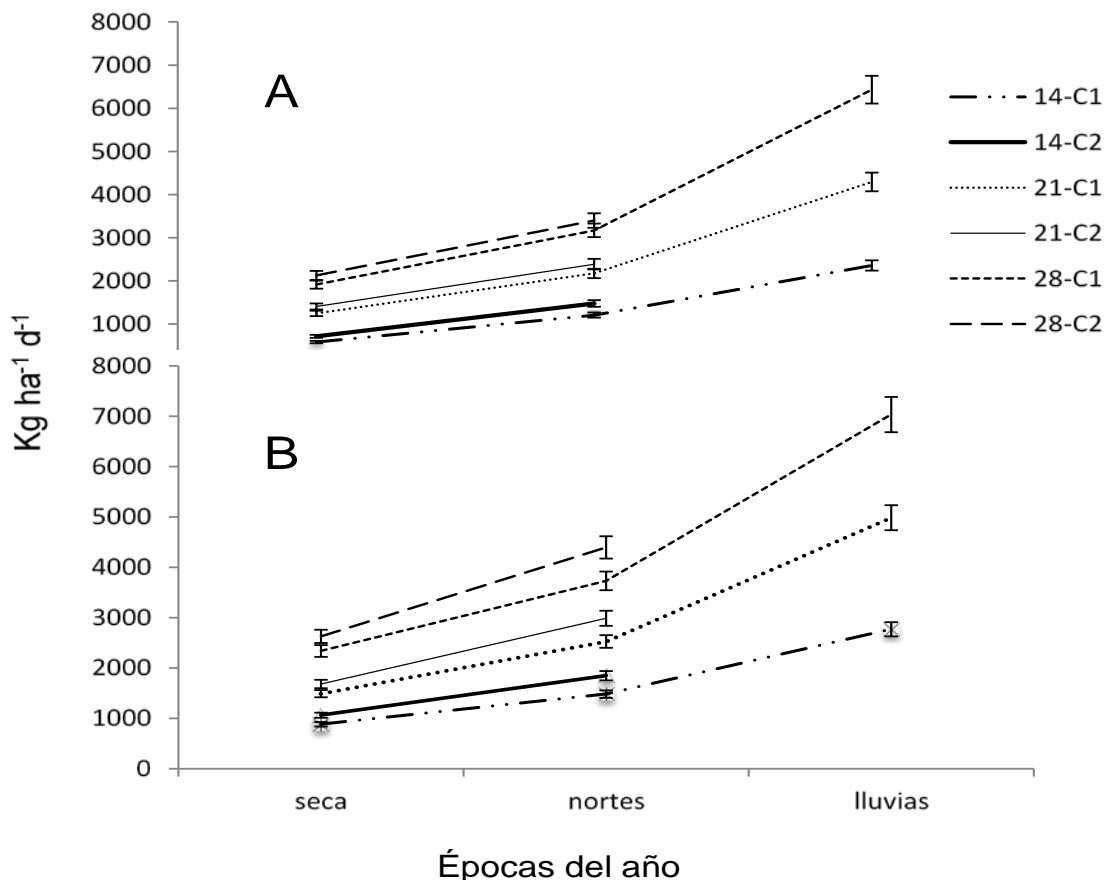 8000
7000
6000
5000
4000
3000
2000
1000
A
14-C1
14-C2
21-C1
21-C2
28-C1
28-C2
Kg ha⁻¹ d⁻¹
8000
7000
6000
5000
4000
3000
2000
1000
0
B
seca nortes lluvias
Épocas del año